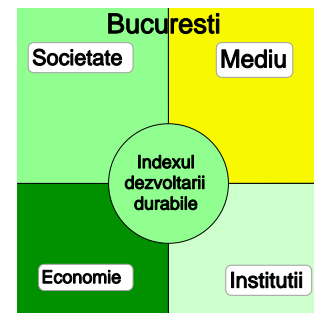 Bucuresti
Societate
Mediu
Indexul
dezvoltarii
durabile
Economie
Institutii